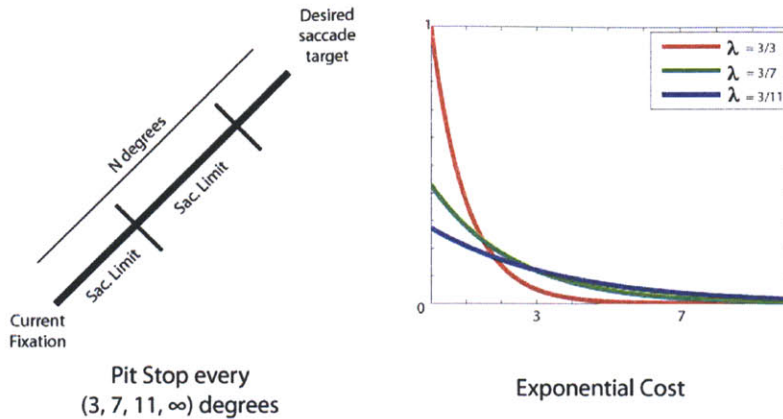 Desired
saccade
target
N degrees
Sac. Limit
Sac. Limit
Current
Fixation
Pit Stop every
(3, 7, 11, ∞) degrees
1
λ = 3/3
λ = 3/7
λ = 3/11
0
3
7
Exponential Cost